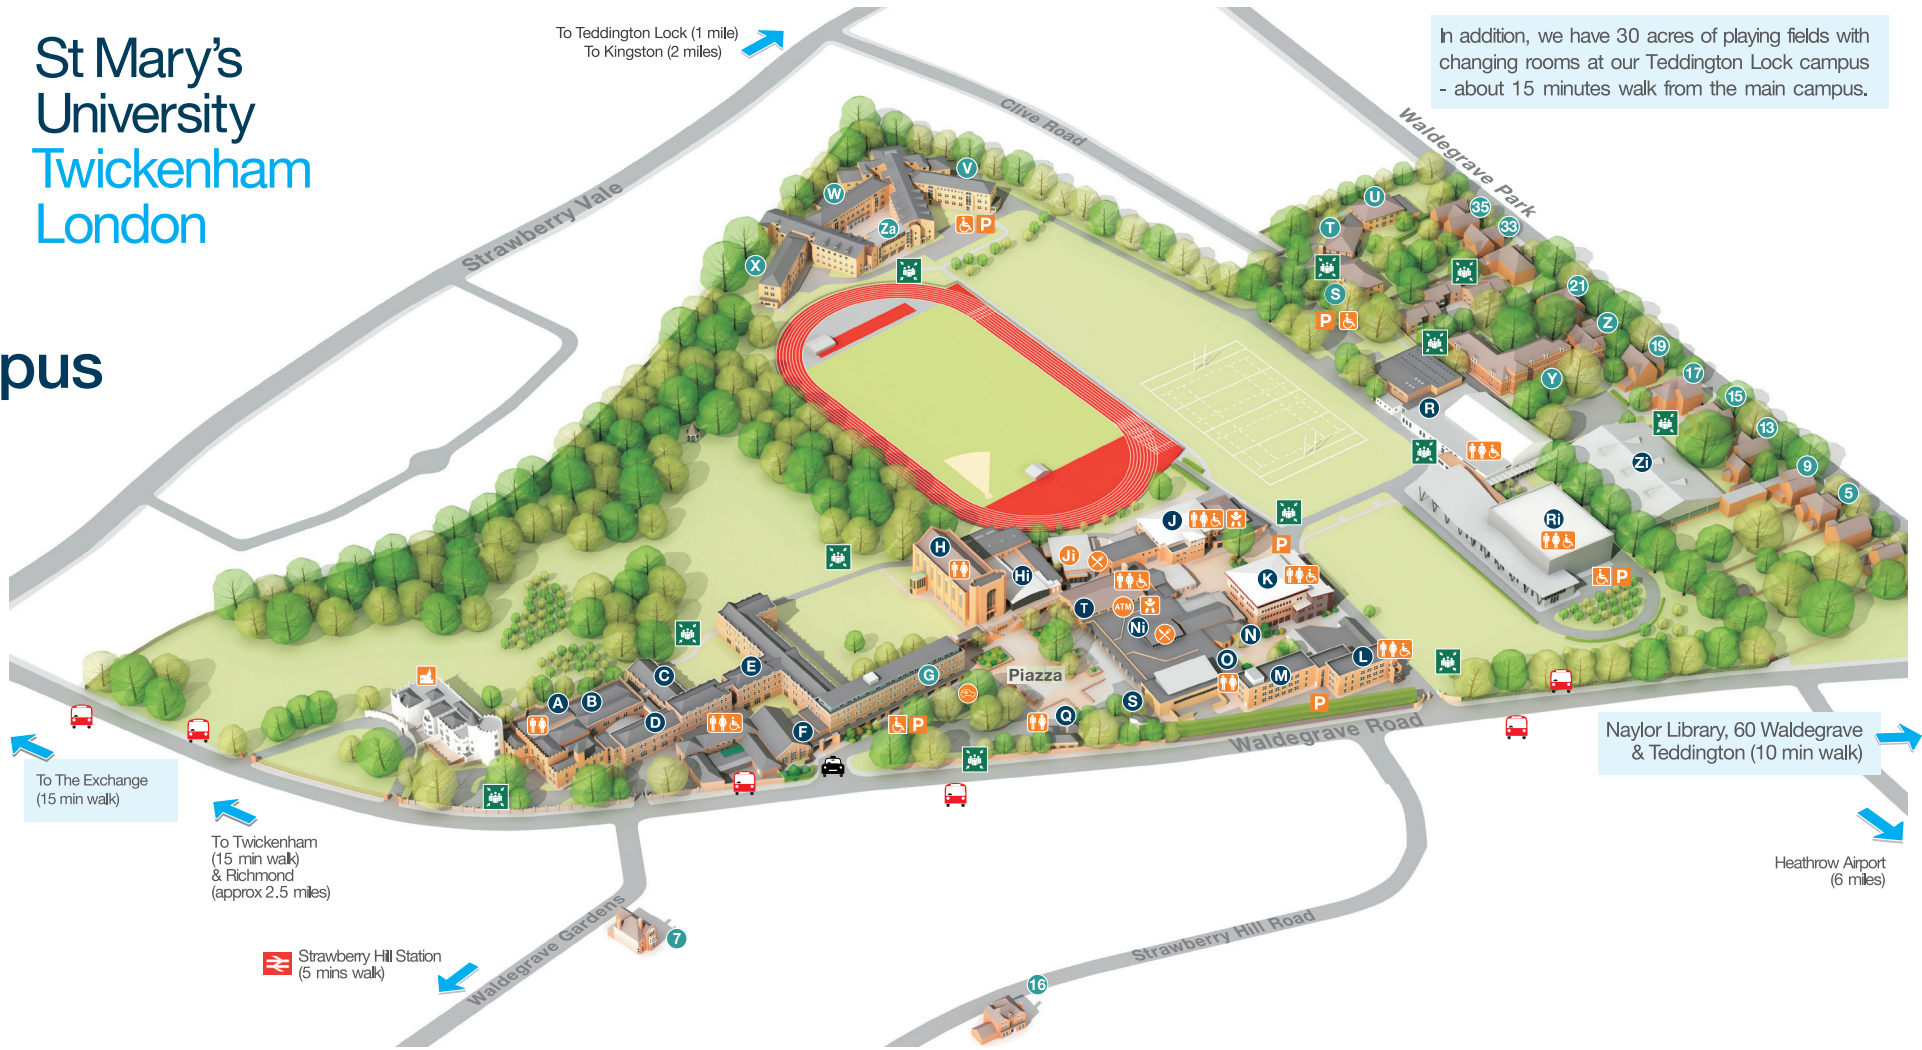 St Mary's
University
Twickenham
London
pus
To Teddington Lock (1 mile)
To Kingston (2 miles)
In addition, we have 30 acres of playing fields with
changing rooms at our Teddington Lock campus
- about 15 minutes walk from the main campus.
Strawberry Vale
Clive Road
Waldegrave Park
V
W
Za
X
P
U
T
35
33
S
P
21
Z
19
Y
17
15
13
9
5
R
Zi
Ri
P
J
P
H
Ji
Hi
K
T
ATM
Ni
N
O
M
L
P
S
Piazza
Q
G
P
E
C
A
B
D
F
Waldegrave Road
Naylor Library, 60 Waldegrave
& Teddington (10 min walk)
Heathrow Airport
(6 miles)
To The Exchange
(15 min walk)
To Twickenham
(15 min walk)
& Richmond
(approx 2.5 miles)
Strawberry Hill Station
(5 mins walk)
Waldegrave Gardens
7
Strawberry Hill Road
16